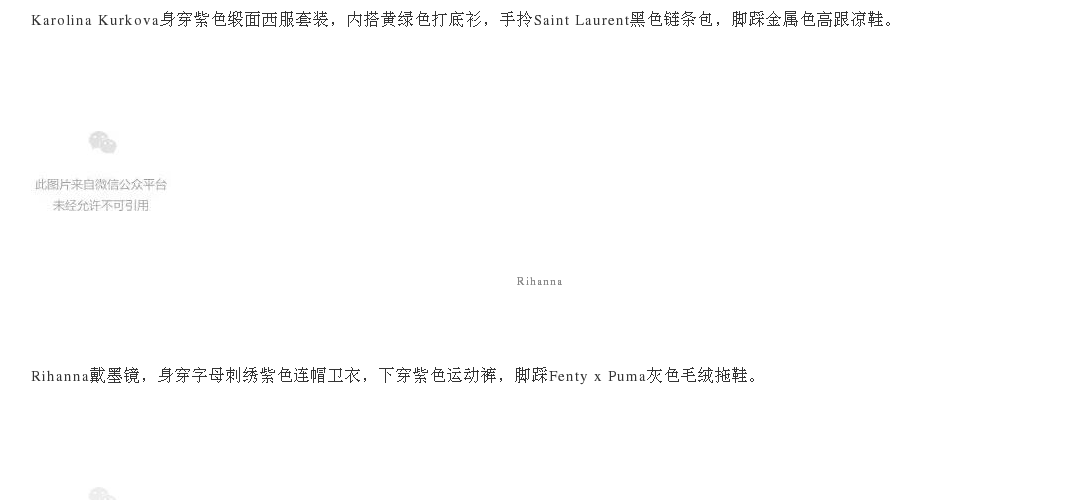 Karolina Kurkova身穿紫色缎面西服套装，内搭黄绿色打底衫，手拎Saint Laurent黑色链条包，脚踩金属色高跟凉鞋。
此图片来自微信公众平台
未经允许不可引用
Rihanna
Rihanna戴墨镜，身穿字母刺绣紫色连帽卫衣，下穿紫色运动裤，脚踩Fenty x Puma灰色毛绒拖鞋。